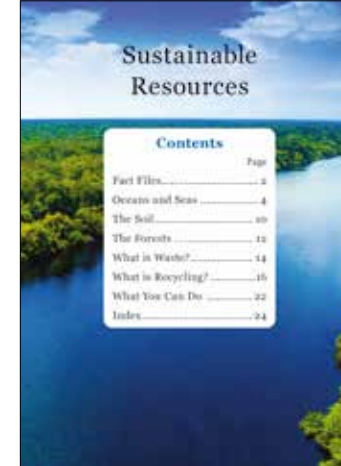 Sustainable
Resources
Contents
Page
Fact Files 2
Oceans and Seas 4
The Soil 10
The Forests 12
What is Waste? 14
What is Recycling? 16
What You Can Do 22
Index 24